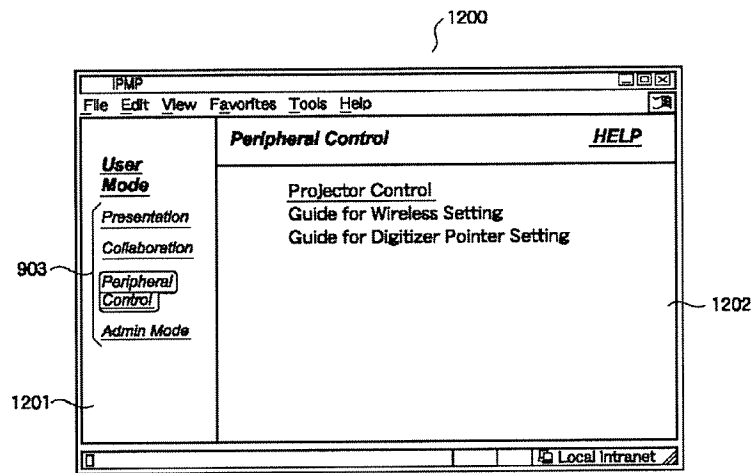 1200
IPMP
File Edit View Favorites Tools Help
Peripheral Control HELP
User
Mode
Projector Control
Presentation Guide for Wireless Setting
Guide for Digitizer Pointer Setting
Collaboration
903
Peripheral
Control
1202
Admin Mode
1201
Local Intranet